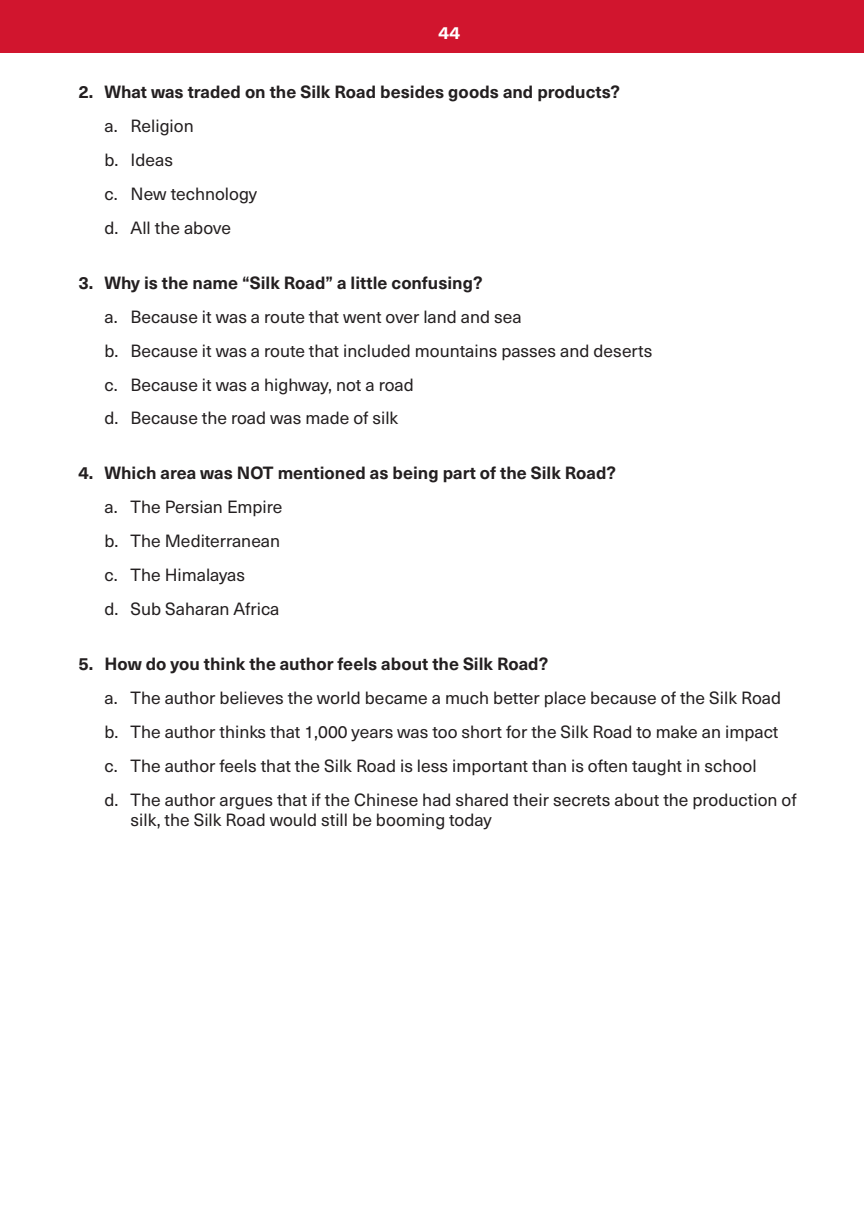 44
2. What was traded on the Silk Road besides goods and products?
a. Religion
b. Ideas
c. New technology
d. All the above
3. Why is the name “Silk Road” a little confusing?
a. Because it was a route that went over land and sea
b. Because it was a route that included mountains passes and deserts
c. Because it was a highway, not a road
d. Because the road was made of silk
4. Which area was NOT mentioned as being part of the Silk Road?
a. The Persian Empire
b. The Mediterranean
c. The Himalayas
d. Sub Saharan Africa
5. How do you think the author feels about the Silk Road?
a. The author believes the world became a much better place because of the Silk Road
b. The author thinks that 1,000 years was too short for the Silk Road to make an impact
c. The author feels that the Silk Road is less important than is often taught in school
d. The author argues that if the Chinese had shared their secrets about the production of
silk, the Silk Road would still be booming today